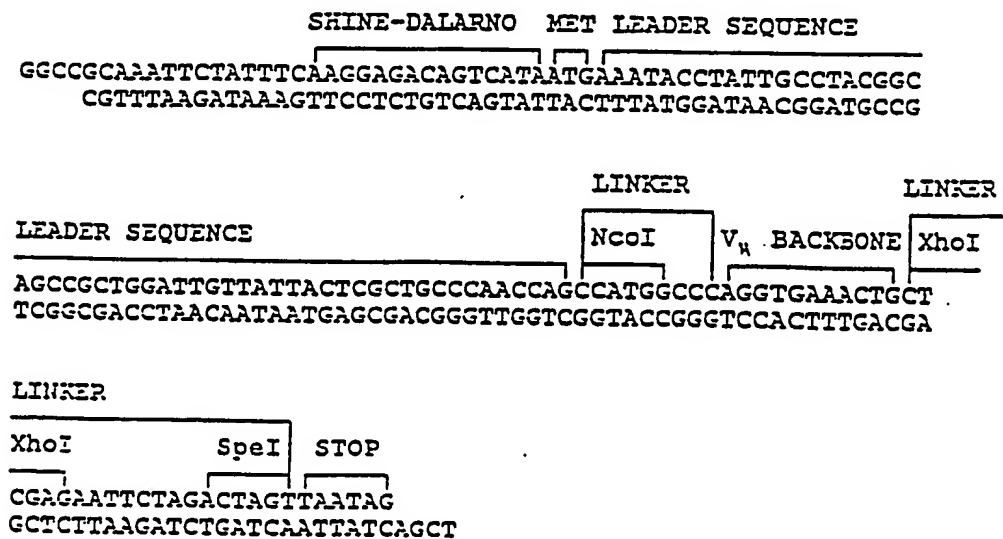 SHINE-DALARNO MET LEADER SEQUENCE
GGCCGCAAATTCTATTTCAAGGAGACAGTCATAATGAAATACCTATTGCCTACGGC
CGTTTAAGATAAAGTTCCTCTGTCAGTATTACTTTATGGATAACGGATGCCG
LINKER LINKER
LEADER SEQUENCE NcoI VH BACKBONE XhoI
AGCCGCTGGATTGTTATTACTCGCTGCCCAACCAGCCATGGCCCAGGTGAAACTGCT
TCGGCGACCTAACAATAATGAGCGACGGGTTGGTCGGTACCGGGTCCACTTTGACGA
LINKER
XhoI SpeI STOP
CGAGAATTCTAGACTAGTTAATAG
GCTCTTAAGATCTGATCAATTATCAGCT